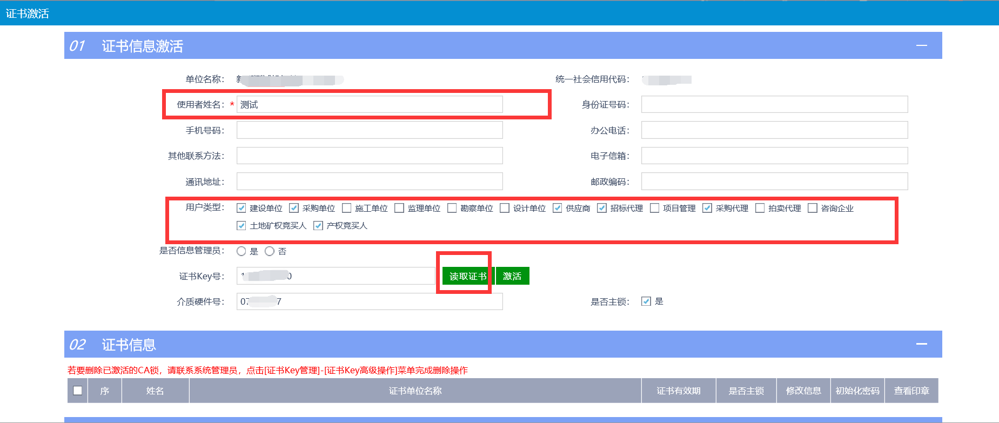 证书激活
01 证书信息激活
单位名称： 统一社会信用代码：
使用者姓名：* 测试 身份证号码：
手机号码： 办公电话：
其他联系方法： 电子信箱：
通讯地址： 邮政编码：
用户类型： 建设单位 采购单位 施工单位 监理单位 勘察单位 设计单位 供应商 招标代理 项目管理 采购代理 拍卖代理 咨询企业
土地矿权竞买人 产权竞买人
是否信息管理员： 是 否
证书Key号： 读取证书 激活
介质硬件号： 07 7 是否主锁： 是
02 证书信息
若要删除已激活的CA锁，请联系系统管理员，点击[证书Key管理]-[证书Key高级操作]菜单完成删除操作
序 姓名 证书单位名称 证书有效期 是否主锁 修改信息 初始化密码 查看印章